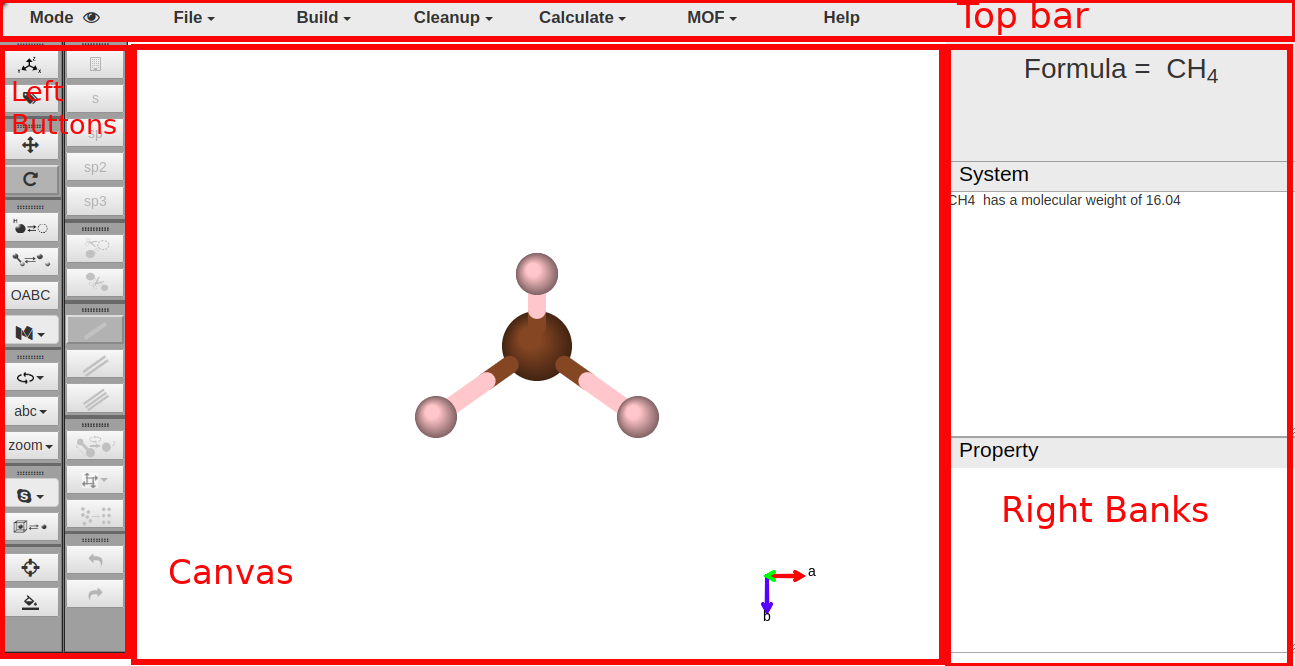 Mode File Build Cleanup Calculate MOF Help
Top bar
Left
Buttons
s
sp
sp2
sp3
H
OABC
abc
zoom
S
Canvas
a
b
Formula = CH4
System
CH4 has a molecular weight of 16.04
Property
Right Banks